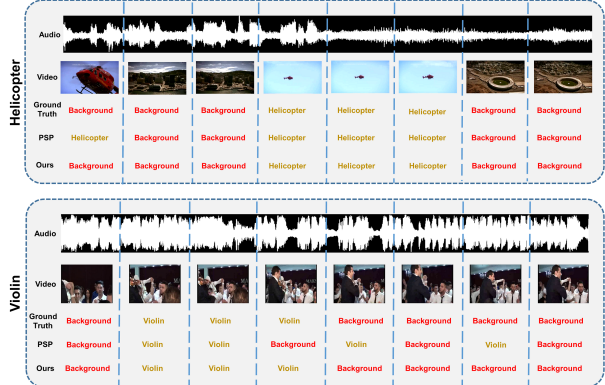 Helicopter
Audio
Video
Ground Truth Background Background Background Helicopter Helicopter Helicopter Background Background
PSP Helicopter Background Background Helicopter Helicopter Helicopter Background Background
Ours Background Background Background Helicopter Helicopter Helicopter Background Background
Violin
Audio
Video
Ground Truth Background Violin Violin Violin Background Background Background Background
PSP Background Violin Violin Background Violin Background Violin Background
Ours Background Violin Violin Violin Background Background Background Background